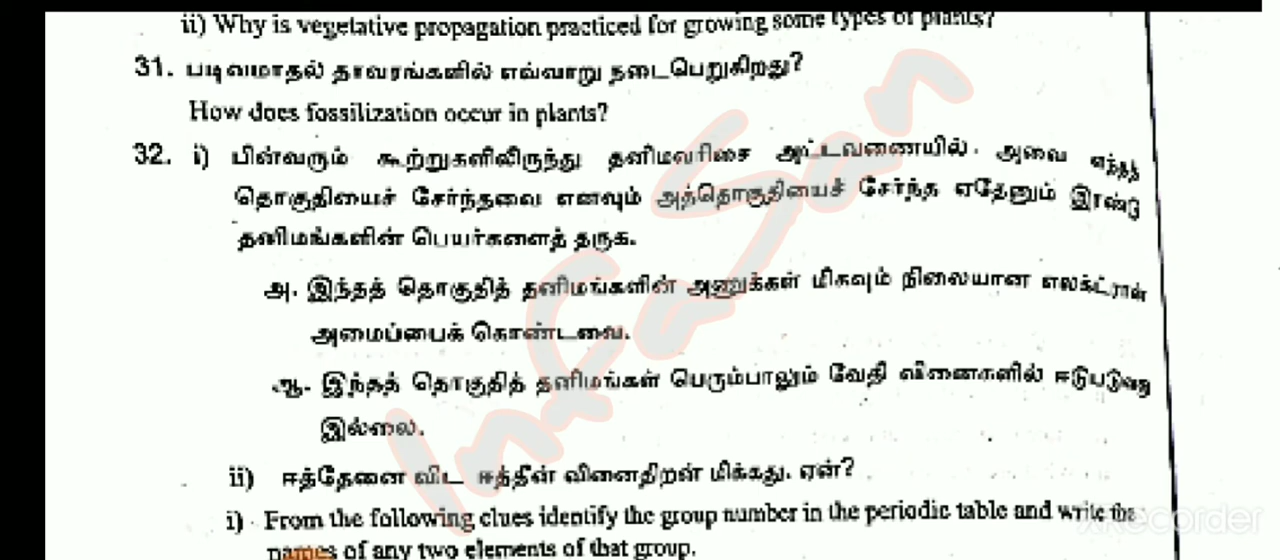 ii) Why is vegetative propagation practiced for growing some types of plants?
31. படிவமாதல் தாவரங்களில் எவ்வாறு நடைபெறுகிறது?
How does fossilization occur in plants?
32. i) பின்வரும் கூற்றுகளிலிருந்து தனிமவரிசை அட்டவணையில். அவை எந்தத்
தொகுதியைச் சேர்ந்தவை எனவும் அத்தொகுதியைச் சேர்ந்த ஏதேனும் இரண்டு
தனிமங்களின் பெயர்களைத் தருக.
அ. இந்தத் தொகுதித் தனிமங்களின் அணுக்கள் மிகவும் நிலையான எலக்ட்ரான்
அமைப்பைக் கொண்டவை.
ஆ. இந்தத் தொகுதித் தனிமங்கள் பெரும்பாலும் வேதி வினைகளில் ஈடுபடுவது
இல்லை.
ii) ஈத்தேனை விட ஈத்தீன் வினைதிறன் மிக்கது. ஏன்?
i) From the following clues identify the group number in the periodic table and write the
names of any two elements of that group.
InfaSan
XRecorder